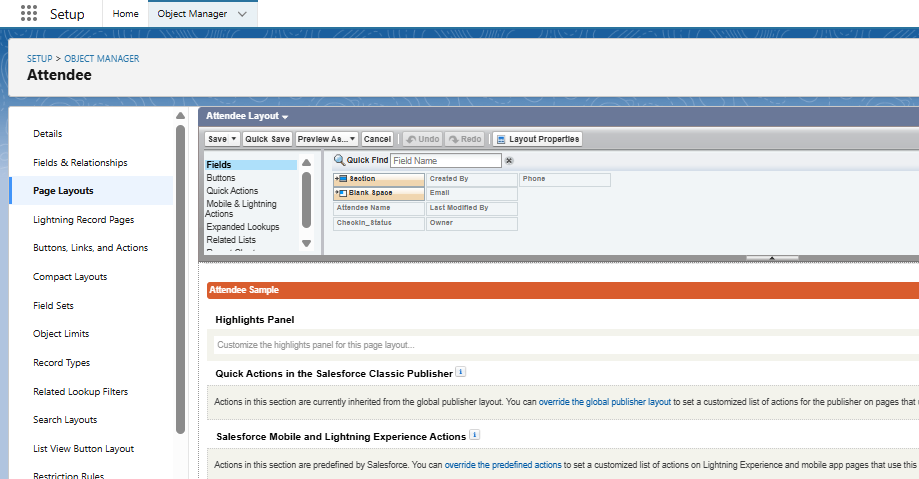 Setup
Home
Object Manager
SETUP > OBJECT MANAGER
Attendee
Details
Fields & Relationships
Page Layouts
Lightning Record Pages
Buttons, Links, and Actions
Compact Layouts
Field Sets
Object Limits
Record Types
Related Lookup Filters
Search Layouts
List View Button Layout
Restriction Rules
Attendee Layout
Save
Quick Save
Preview As...
Cancel
Undo
Redo
Layout Properties
Fields
Buttons
Quick Actions
Mobile & Lightning
Actions
Expanded Lookups
Related Lists
Quick Find
Field Name
Section
Created By
Phone
Blank Space
Email
Attendee Name
Last Modified By
Checkin_Status
Owner
Attendee Sample
Highlights Panel
Customize the highlights panel for this page layout...
Quick Actions in the Salesforce Classic Publisher
Actions in this section are currently inherited from the global publisher layout. You can override the global publisher layout to set a customized list of actions for the publisher on pages that
Salesforce Mobile and Lightning Experience Actions
Actions in this section are predefined by Salesforce. You can override the predefined actions to set a customized list of actions on Lightning Experience and mobile app pages that use this